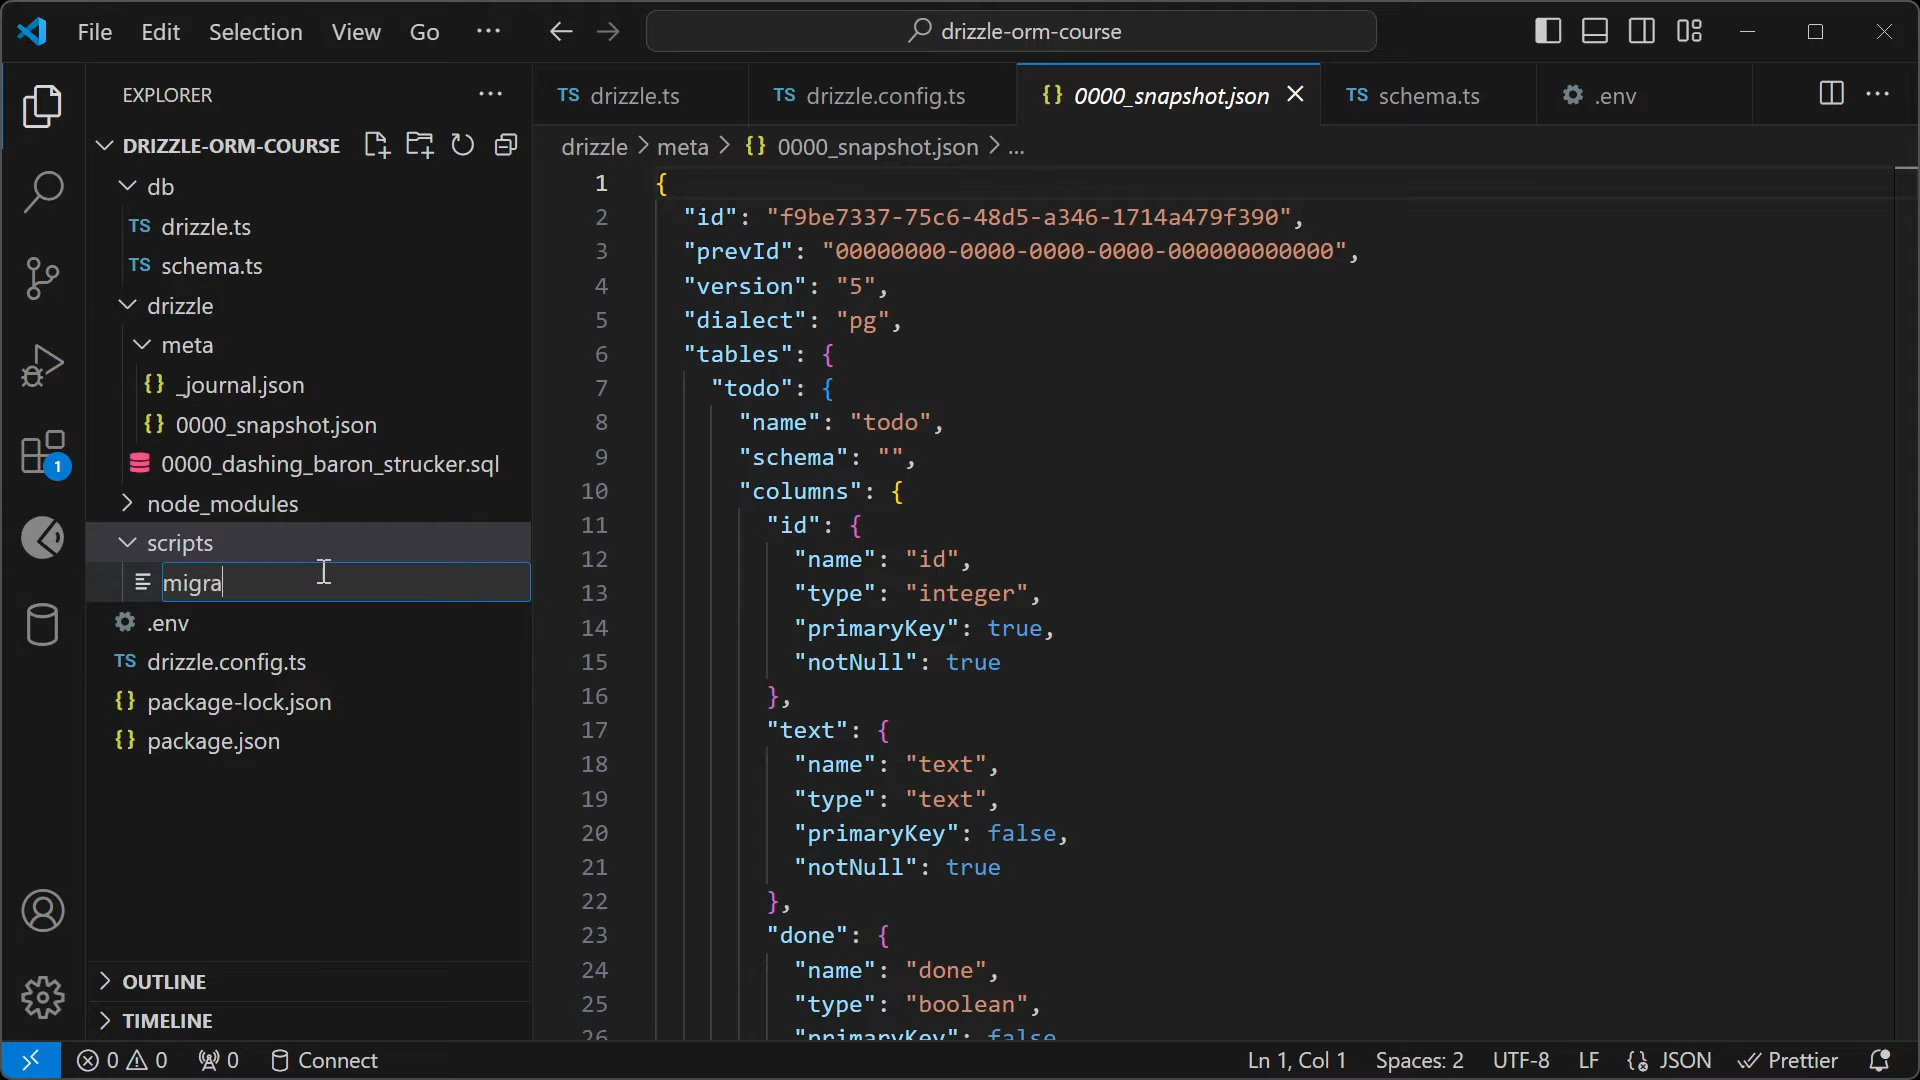 File Edit Selection View Go ··· drizzle-orm-course
EXPLORER ···
DRIZZLE-ORM-COURSE
db
TS drizzle.ts
TS schema.ts
drizzle
meta
{} _journal.json
{} 0000_snapshot.json
0000_dashing_baron_strucker.sql
node_modules
scripts
migra
.env
TS drizzle.config.ts
{} package-lock.json
{} package.json
OUTLINE
TIMELINE
1
TS drizzle.ts TS drizzle.config.ts {} 0000_snapshot.json TS schema.ts .env ···
drizzle > meta > {} 0000_snapshot.json > ...
1 {
2 "id": "f9be7337-75c6-48d5-a346-1714a479f390",
3 "prevId": "00000000-0000-0000-0000-000000000000",
4 "version": "5",
5 "dialect": "pg",
6 "tables": {
7 "todo": {
8 "name": "todo",
9 "schema": "",
10 "columns": {
11 "id": {
12 "name": "id",
13 "type": "integer",
14 "primaryKey": true,
15 "notNull": true
16 },
17 "text": {
18 "name": "text",
19 "type": "text",
20 "primaryKey": false,
21 "notNull": true
22 },
23 "done": {
24 "name": "done",
25 "type": "boolean",
26 "primaryKey": false
0 0 0 Connect Ln 1, Col 1 Spaces: 2 UTF-8 LF {} JSON Prettier